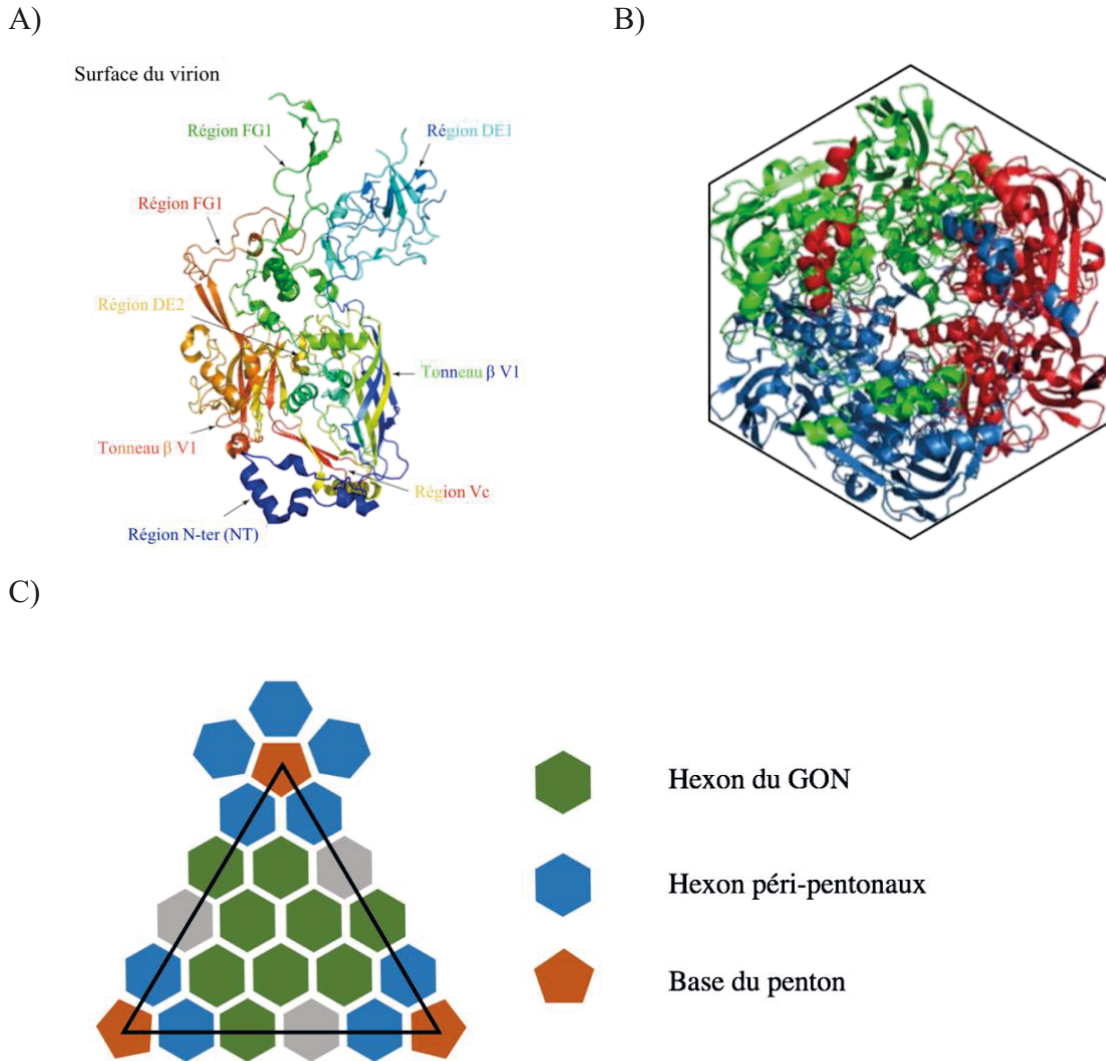 A)
B)
Surface du virion
Région FG1
Région DE1
Région FG1
Région DE2
Tonneau β V1
Tonneau β V1
Région Vc
Région N-ter (NT)
C)
Hexon du GON
Hexon péri-pentonaux
Base du penton